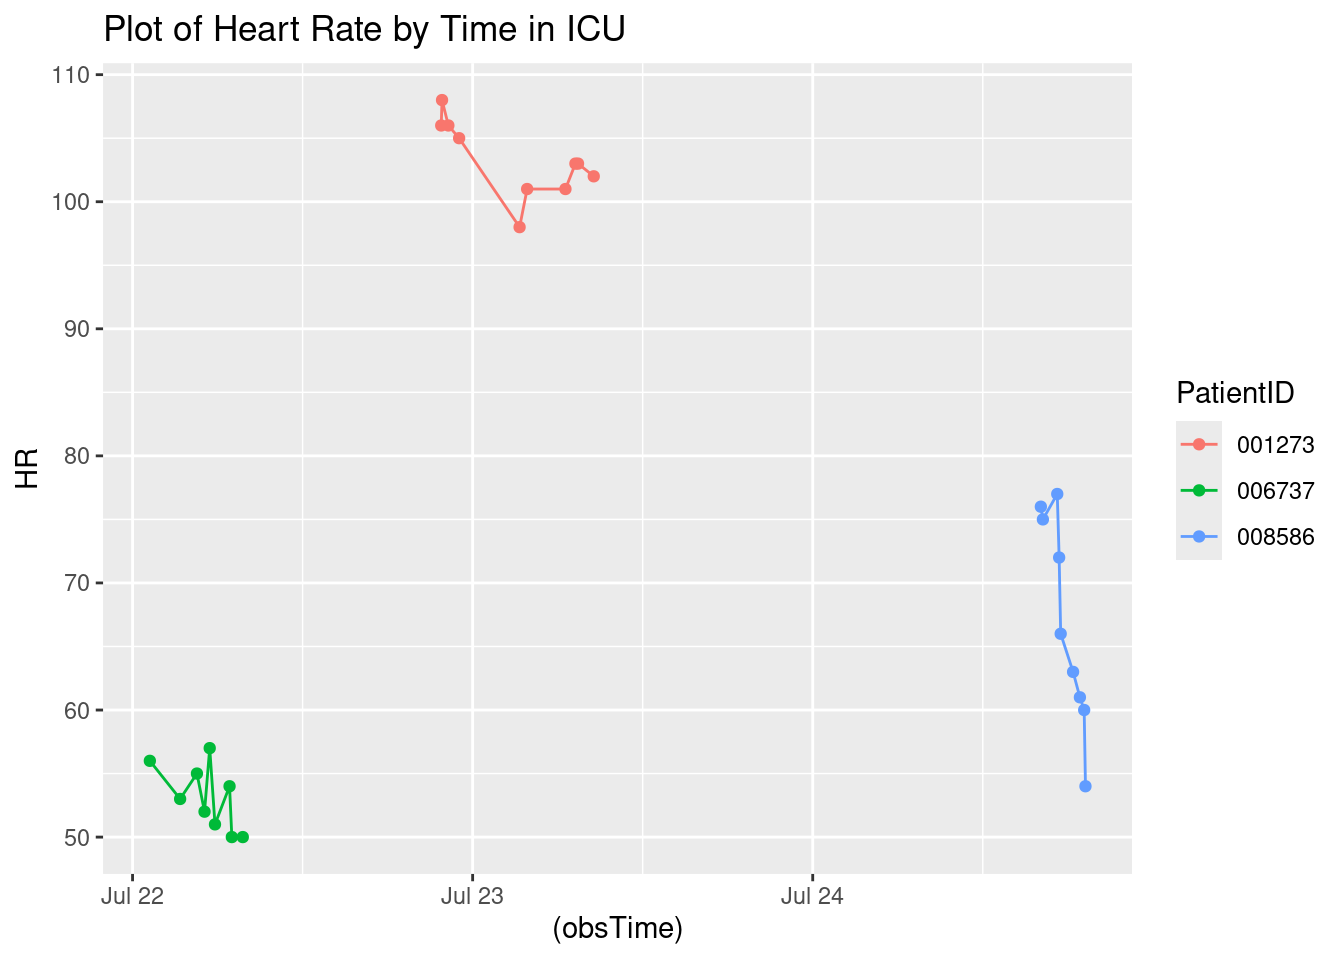 Plot of Heart Rate by Time in ICU
110
100
90
80
70
60
50
HR
Jul 22
Jul 23
Jul 24
(obsTime)
PatientID
001273
006737
008586